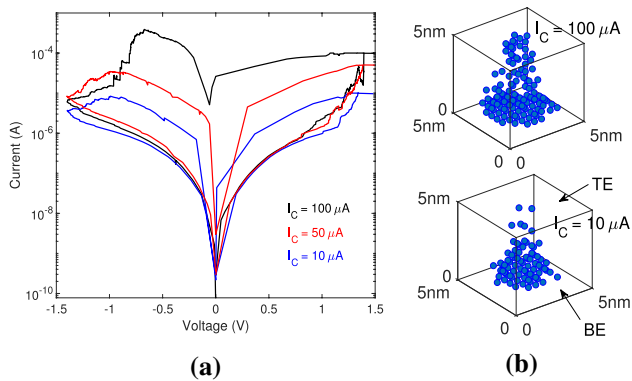 10⁻⁴
10⁻⁶
10⁻⁸
10⁻¹⁰
Current (A)
I_C = 100 μA
I_C = 50 μA
I_C = 10 μA
-1.5 -1 -0.5 0 0.5 1 1.5
Voltage (V)
(a)
5nm
I_C = 100 μA
0
5nm
0 0
5nm
TE
I_C = 10 μA
0
5nm
0 0
BE
(b)